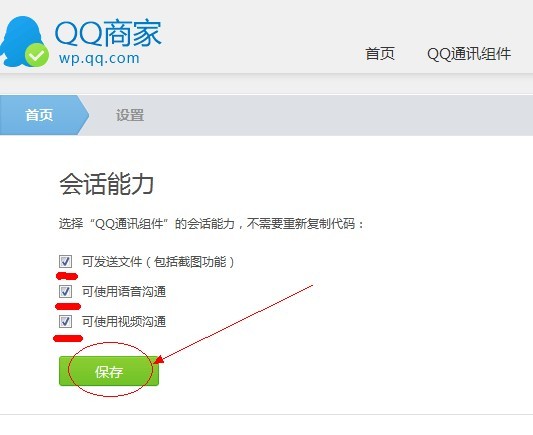 QQ商家
wp.qq.com
首页 QQ通讯组件
首页 设置
会话能力
选择“QQ通讯组件”的会话能力，不需要重新复制代码：
可发送文件（包括截图功能）
可使用语音沟通
可使用视频沟通
保存